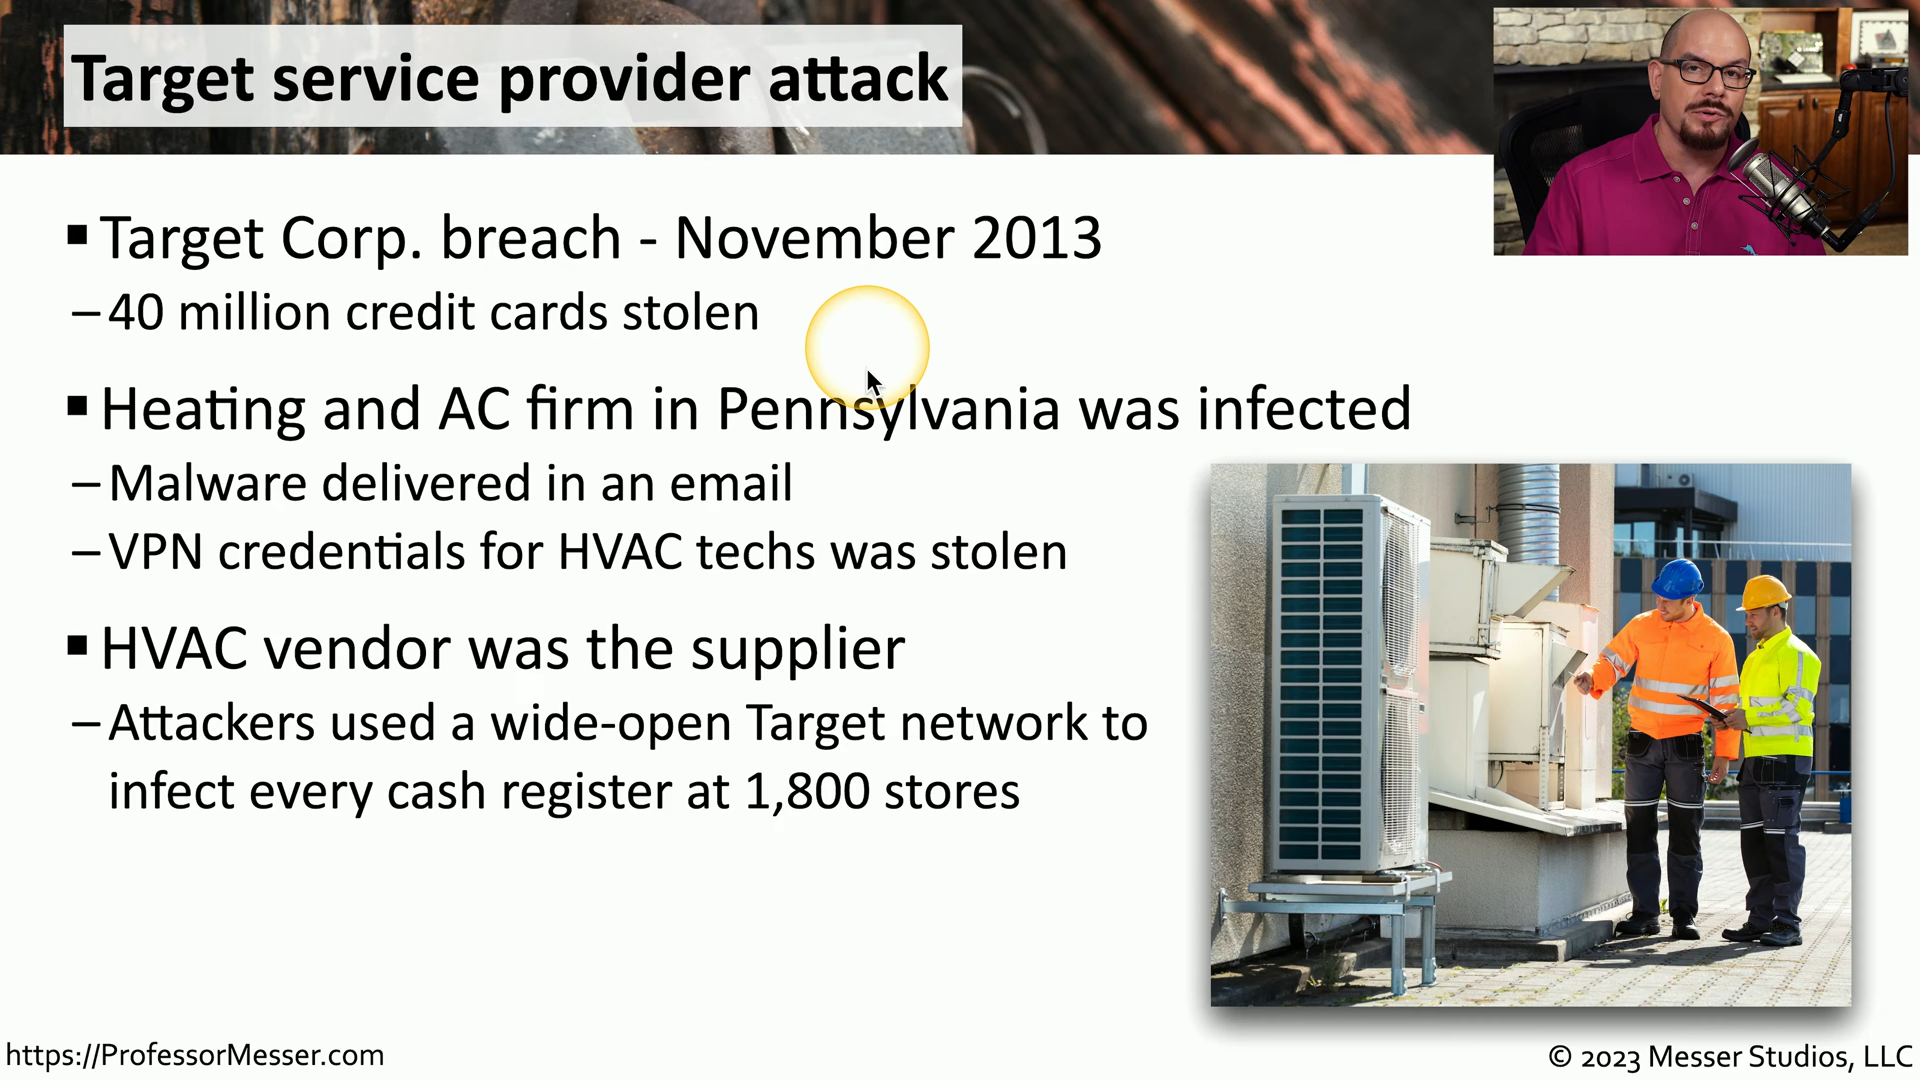 Target service provider attack
▪ Target Corp. breach - November 2013
– 40 million credit cards stolen
▪ Heating and AC firm in Pennsylvania was infected
– Malware delivered in an email
– VPN credentials for HVAC techs was stolen
▪ HVAC vendor was the supplier
– Attackers used a wide-open Target network to
infect every cash register at 1,800 stores
https://ProfessorMesser.com
© 2023 Messer Studios, LLC